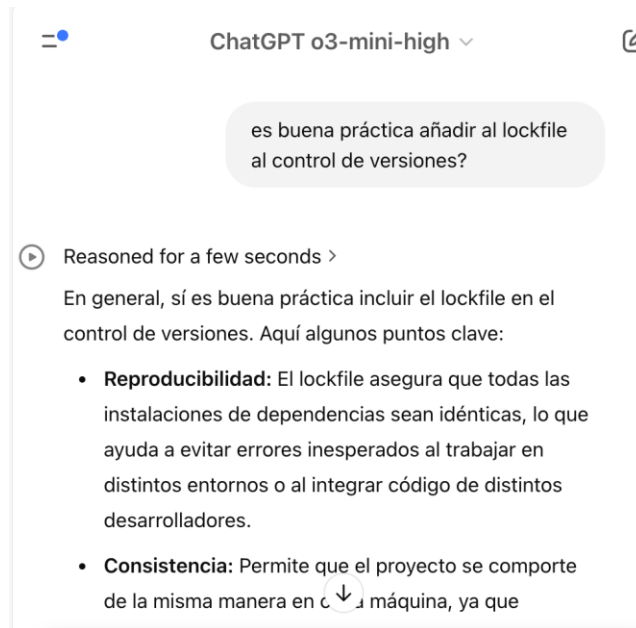 ChatGPT o3-mini-high
es buena práctica añadir al lockfile
al control de versiones?
Reasoned for a few seconds >
En general, sí es buena práctica incluir el lockfile en el
control de versiones. Aquí algunos puntos clave:
• Reproducibilidad: El lockfile asegura que todas las
instalaciones de dependencias sean idénticas, lo que
ayuda a evitar errores inesperados al trabajar en
distintos entornos o al integrar código de distintos
desarrolladores.
• Consistencia: Permite que el proyecto se comporte
de la misma manera en máquina, ya que